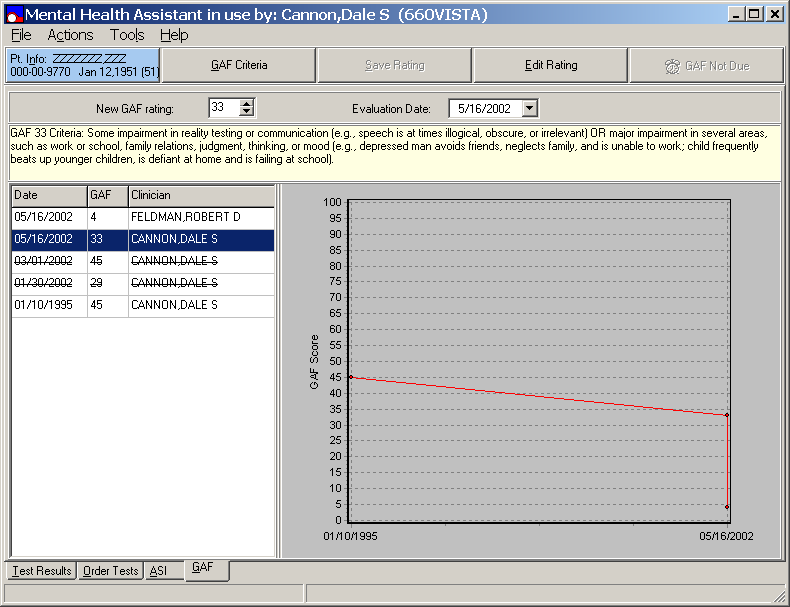 Mental Health Assistant in use by: Cannon,Dale S (660VISTA)
File Actions Tools Help
Pt. Info: ZZZZZZZZ,ZZZ
000-00-9770 Jan 12,1951 (51)
GAF Criteria
Save Rating
Edit Rating
GAF Not Due
New GAF rating: 33 Evaluation Date: 5/16/2002
GAF 33 Criteria: Some impairment in reality testing or communication (e.g., speech is at times illogical, obscure, or irrelevant) OR major impairment in several areas,
such as work or school, family relations, judgment, thinking, or mood (e.g., depressed man avoids friends, neglects family, and is unable to work; child frequently
beats up younger children, is defiant at home and is failing at school).
Date GAF Clinician
05/16/2002 4 FELDMAN,ROBERT D
05/16/2002 33 CANNON,DALE S
03/01/2002 45 CANNON,DALE S
01/30/2002 29 CANNON,DALE S
01/10/1995 45 CANNON,DALE S
GAF Score
100
95
90
85
80
75
70
65
60
55
50
45
40
35
30
25
20
15
10
5
0
01/10/1995 05/16/2002
Test Results Order Tests ASI GAF